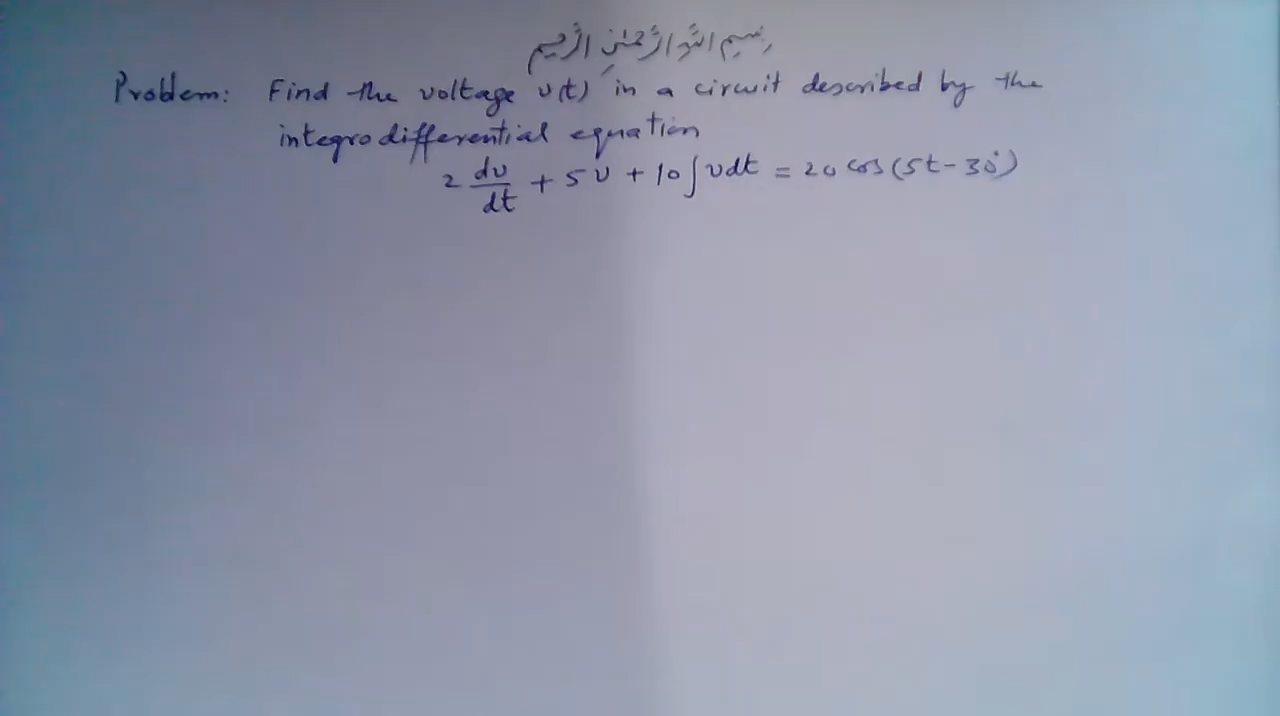 بسم الله الرحمن الرحيم
Problem: Find the voltage v(t) in a circuit described by the
integrodifferential equation
2 dv/dt + 5v + 10∫vdt = 20 cos(5t-30°)